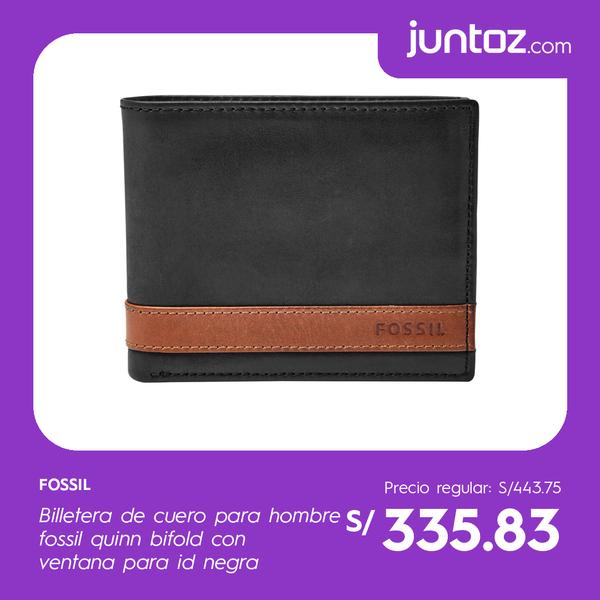 juntoz.com
FOSSIL
FOSSIL
Precio regular: S/443.75
Billetera de cuero para hombre
fossil quinn bifold con
ventana para id negra
S/ 335.83